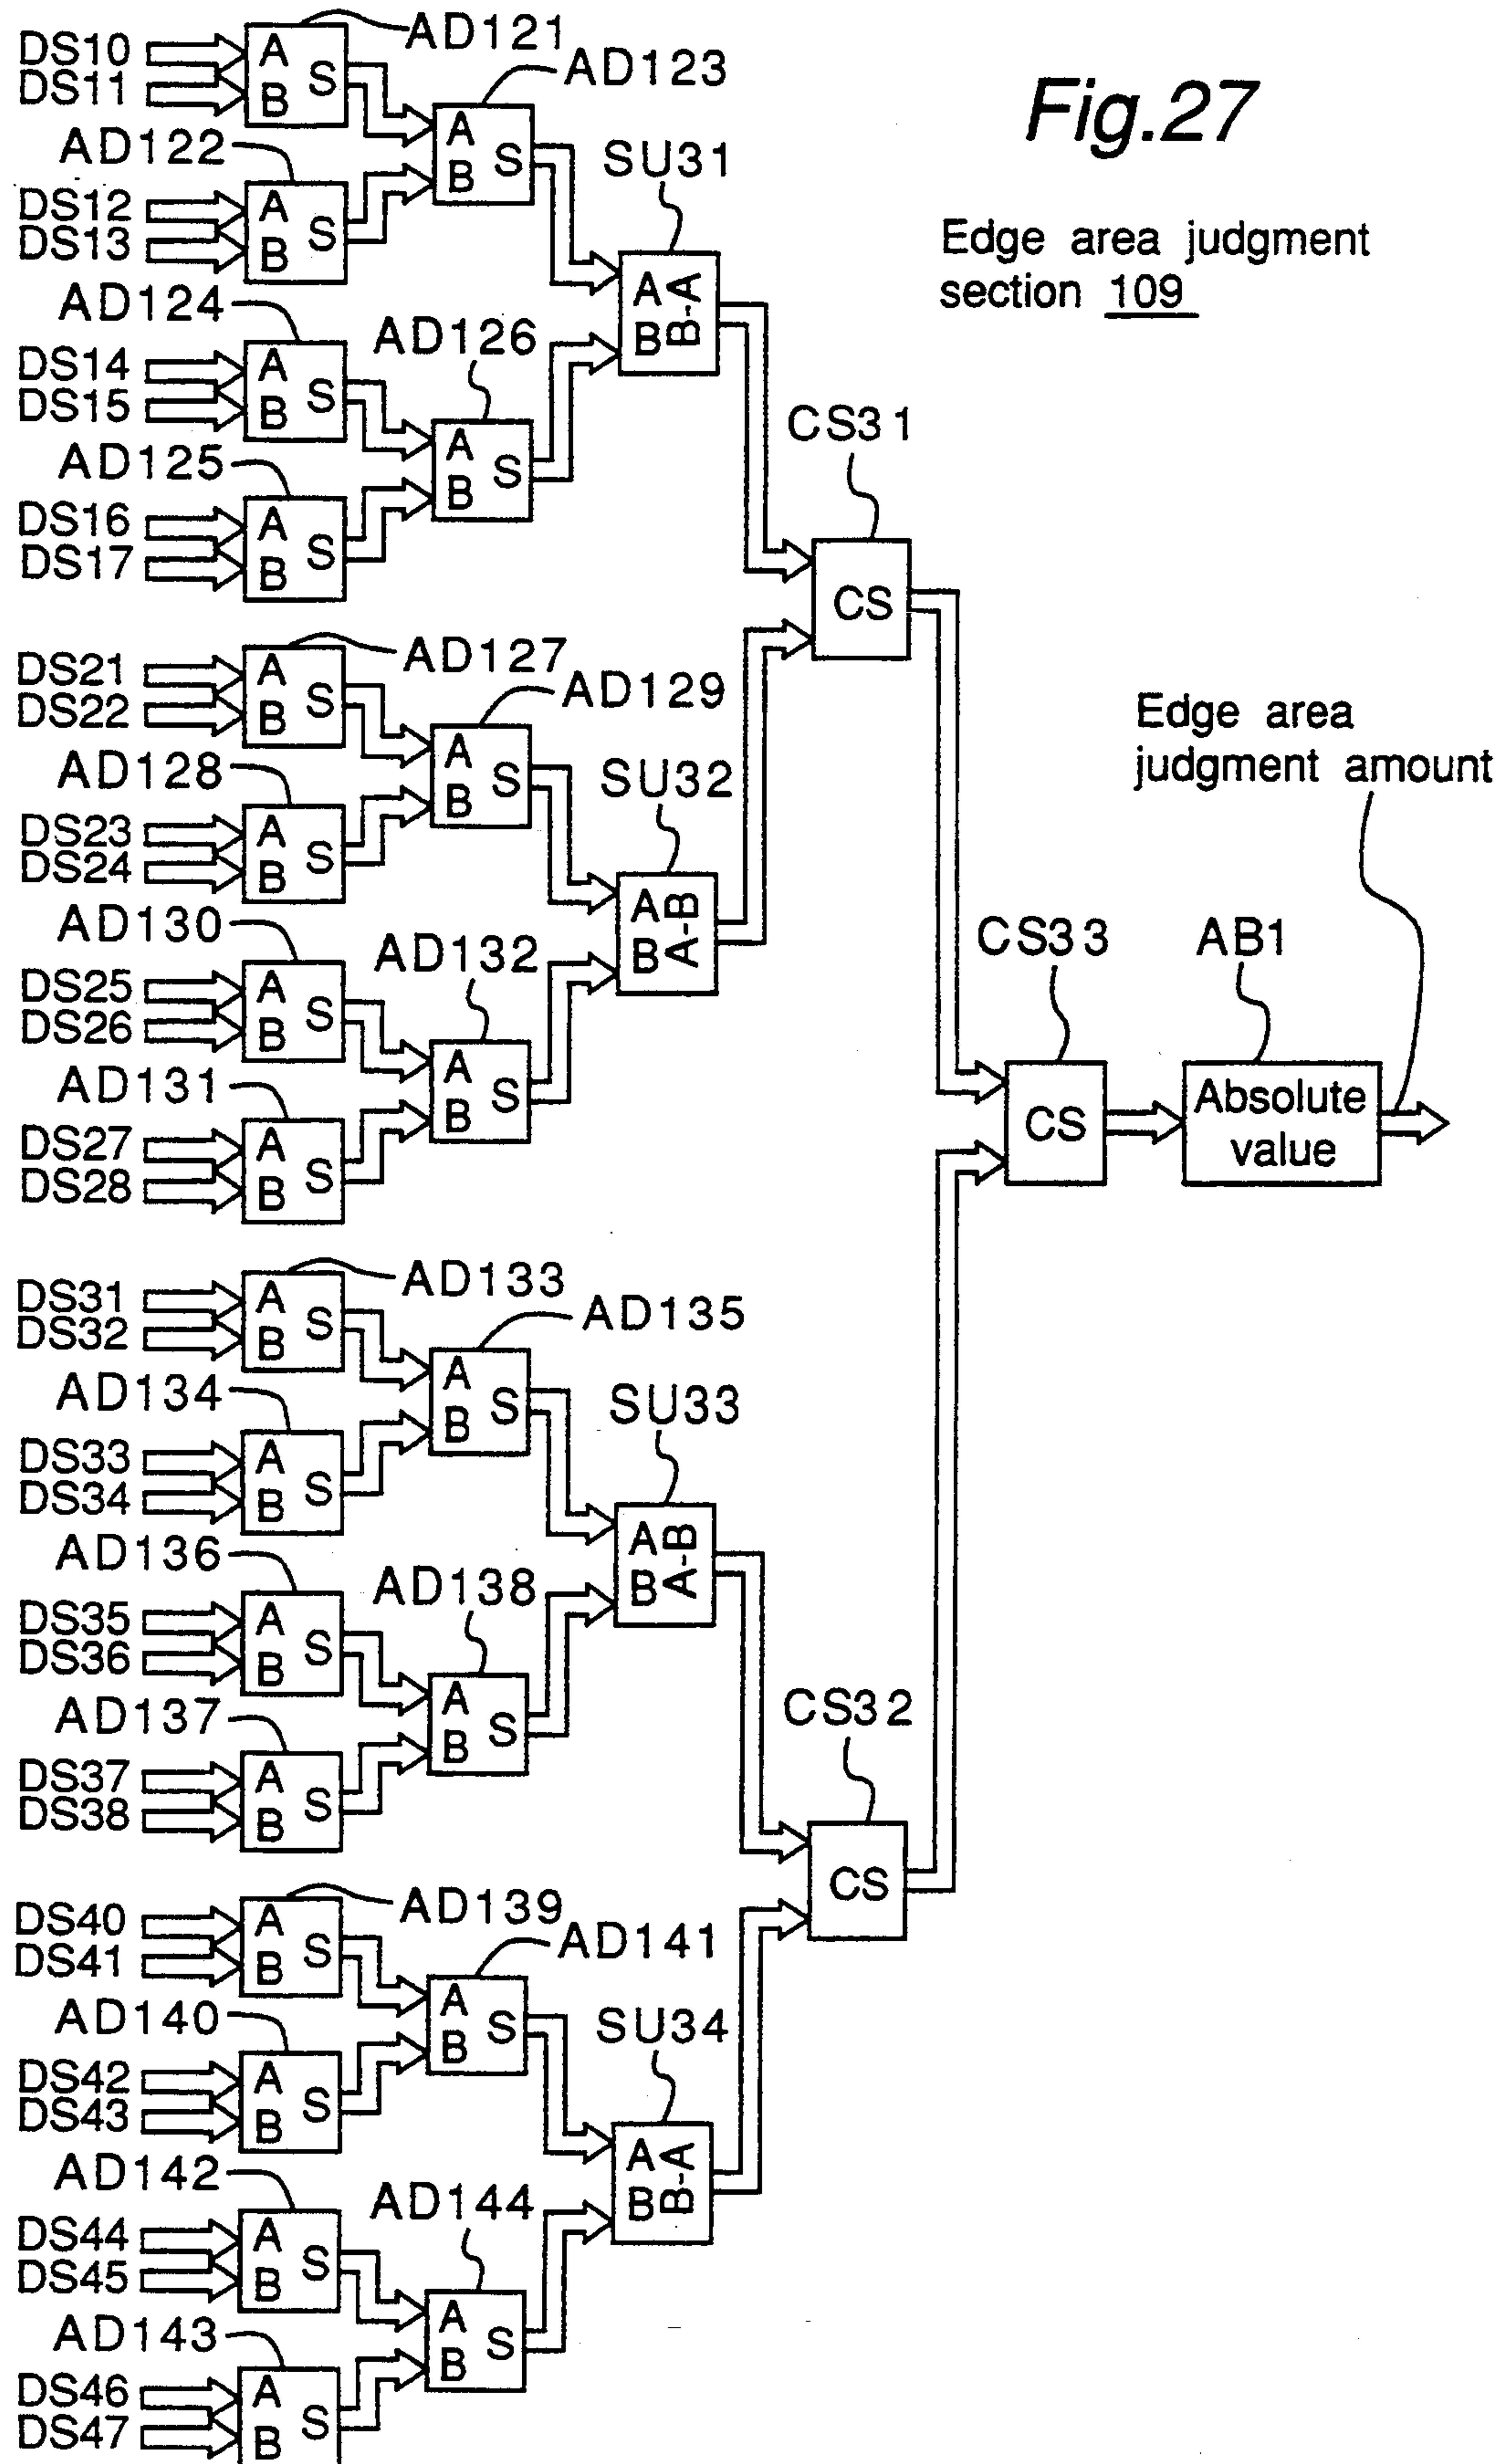 Fig.27
Edge area judgment
section 109
AD121
DS10
DS11
A
B
S
AD123
A
B
S
AD122
DS12
DS13
A
B
S
SU31
A
B
B-A
AD124
DS14
DS15
A
B
S
AD126
A
B
S
AD125
DS16
DS17
A
B
S
CS31
CS
AD127
DS21
DS22
A
B
S
AD129
A
B
S
AD128
DS23
DS24
A
B
S
SU32
A
B
A-B
AD130
DS25
DS26
A
B
S
AD132
A
B
S
AD131
DS27
DS28
A
B
S
Edge area
judgment amount
CS33
CS
AB1
Absolute
value
AD133
DS31
DS32
A
B
S
AD135
A
B
S
AD134
DS33
DS34
A
B
S
SU33
A
B
A-B
AD136
DS35
DS36
A
B
S
AD138
A
B
S
AD137
DS37
DS38
A
B
S
CS32
CS
AD139
DS40
DS41
A
B
S
AD141
A
B
S
AD140
DS42
DS43
A
B
S
SU34
A
B
B-A
AD142
DS44
DS45
A
B
S
AD144
A
B
S
AD143
DS46
DS47
A
B
S